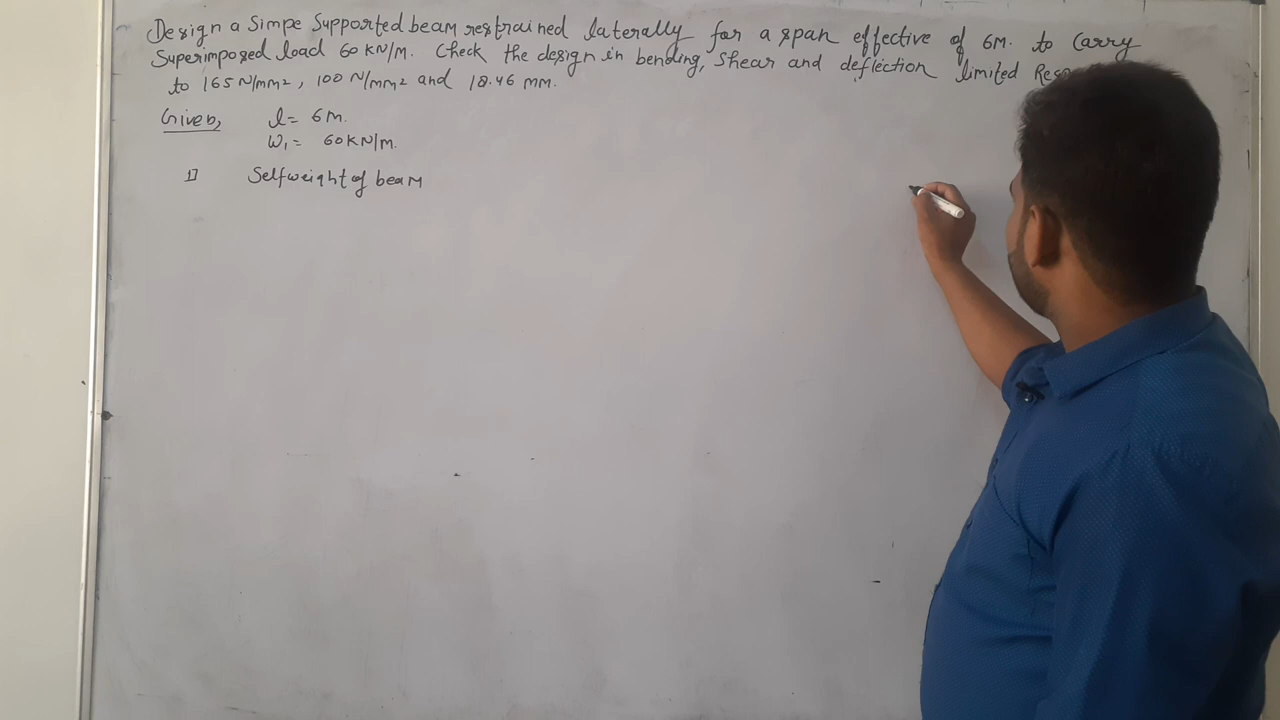 Design a Simpe Supported beam restrained laterally for a span effective of 6M. to Carry
Superimposed load 60 KN/M. Check the design in bending, Shear and deflection limited
to 165 N/mm², 100 N/mm² and 18.46 mm.
Given, l = 6M.
W₁ = 60KN/M.
1] Selfweight of beam